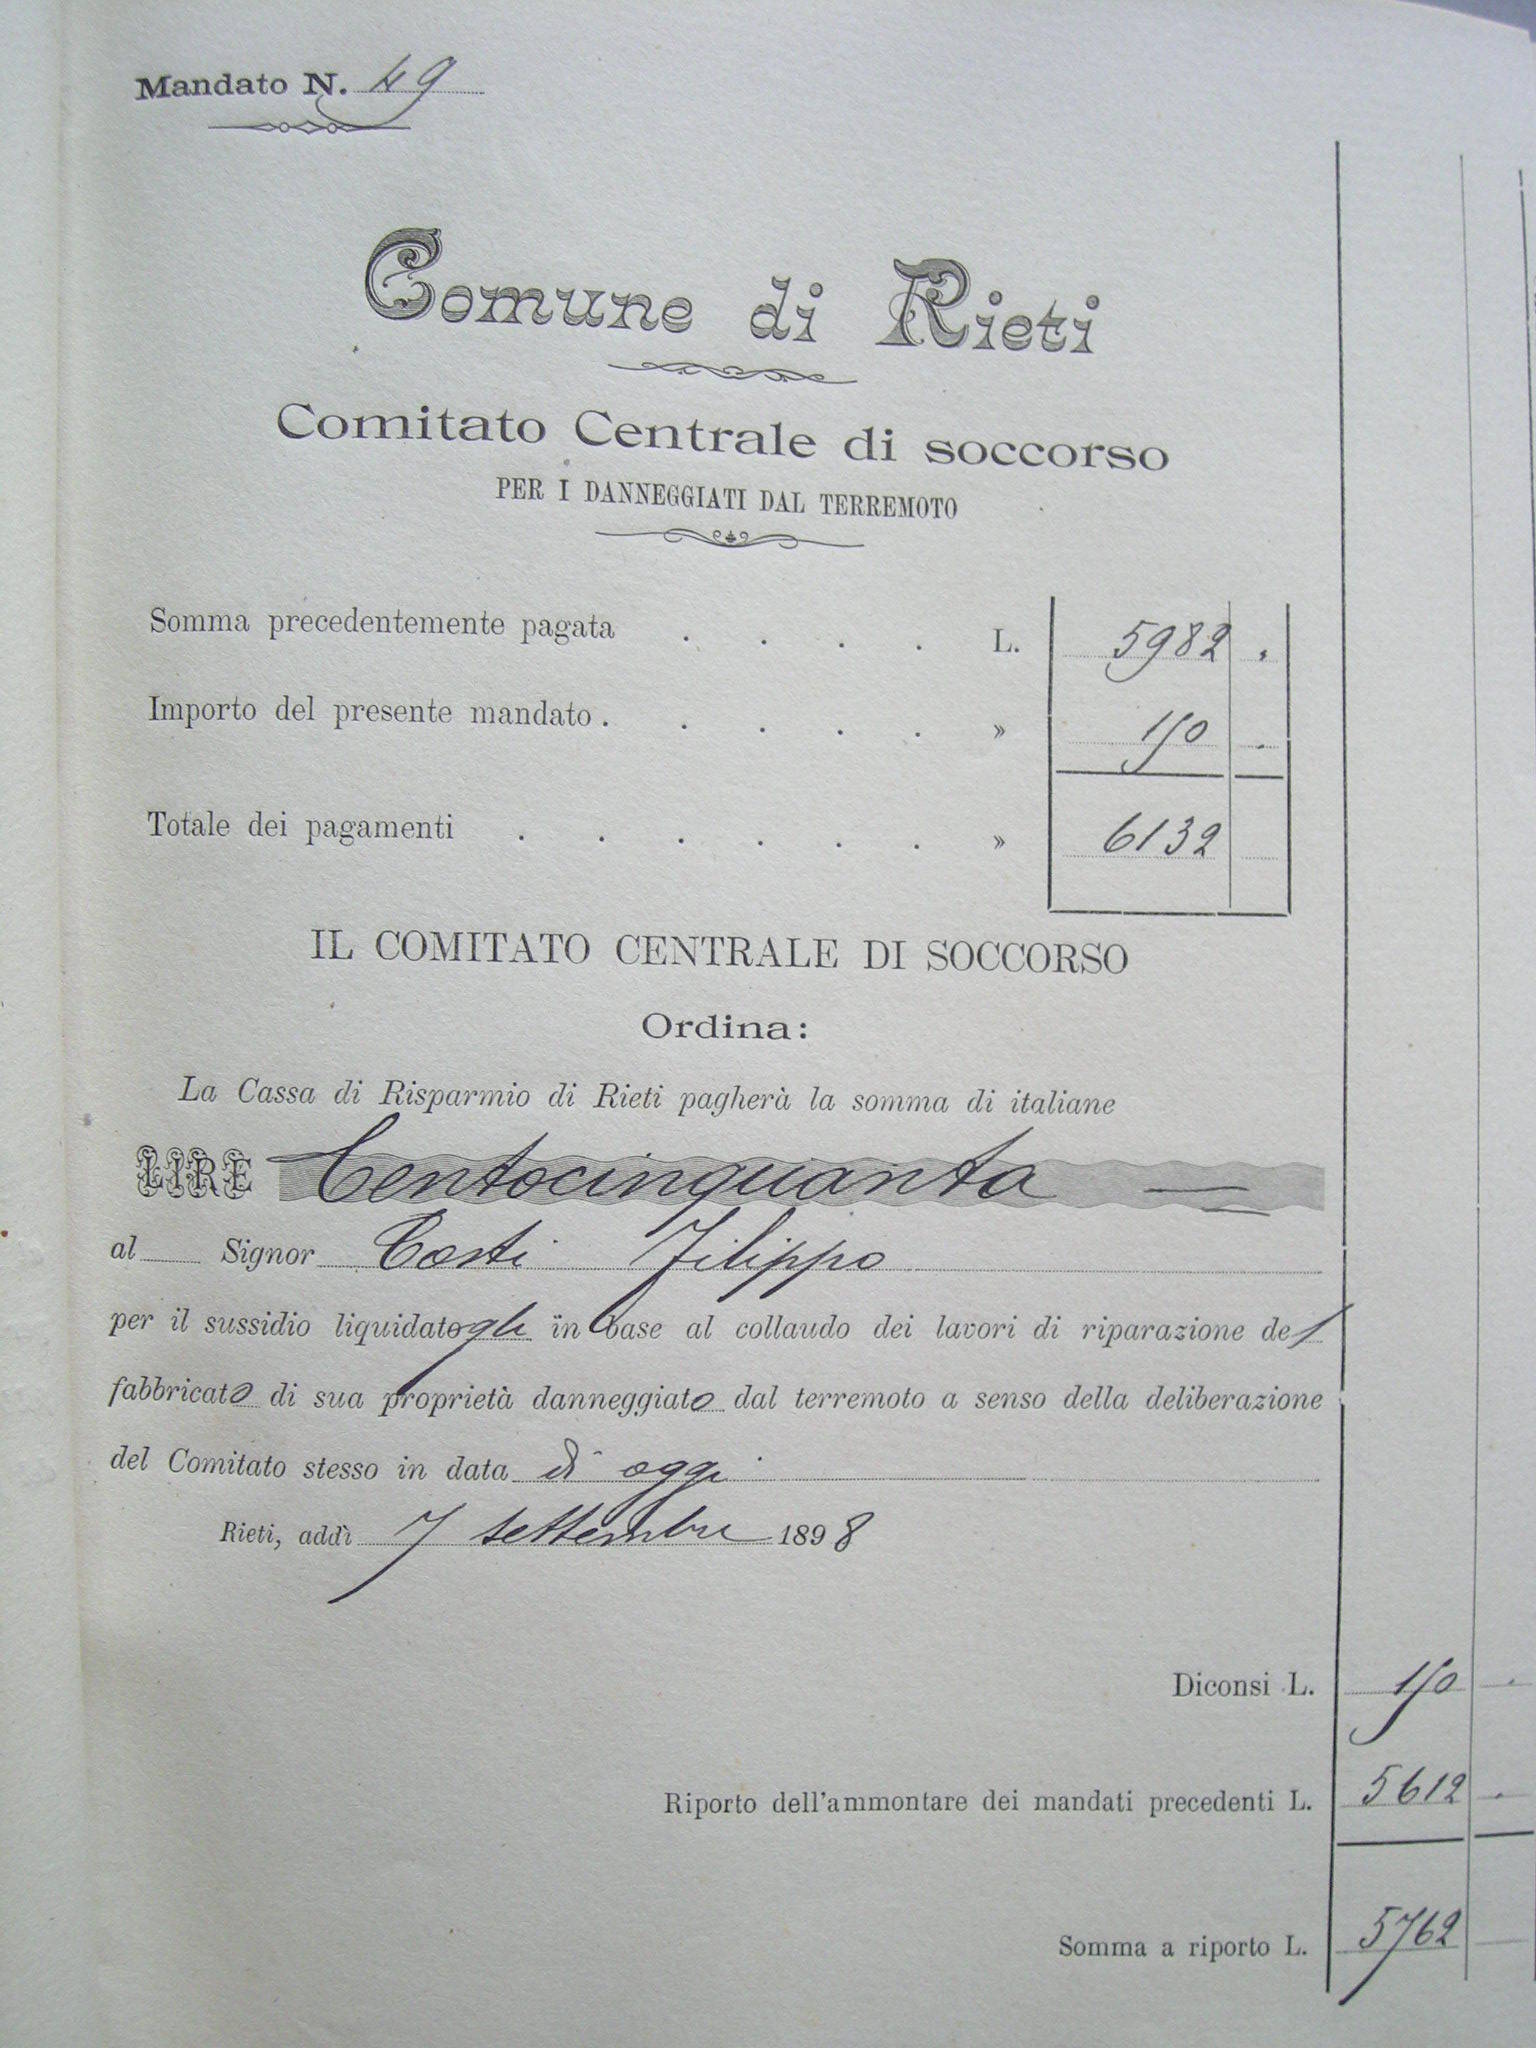 Mandato N. 49
Comune di Rieti
Comitato Centrale di soccorso
PER I DANNEGGIATI DAL TERREMOTO
Somma precedentemente pagata . . . . L. 5982 .
Importo del presente mandato . . . . . » 150 .
Totale dei pagamenti . . . . . . » 6132
IL COMITATO CENTRALE DI SOCCORSO
Ordina:
La Cassa di Risparmio di Rieti pagherà la somma di italiane
LIRE Centocinquanta
al Signor Costi Filippo
per il sussidio liquidatogli in base al collaudo dei lavori di riparazione del
fabbricato di sua proprietà danneggiato dal terremoto a senso della deliberazione
del Comitato stesso in data di oggi
Rieti, addì 7 settembre 1898
Diconsi L. 150 .
Riporto dell'ammontare dei mandati precedenti L. 5612 .
Somma a riporto L. 5762